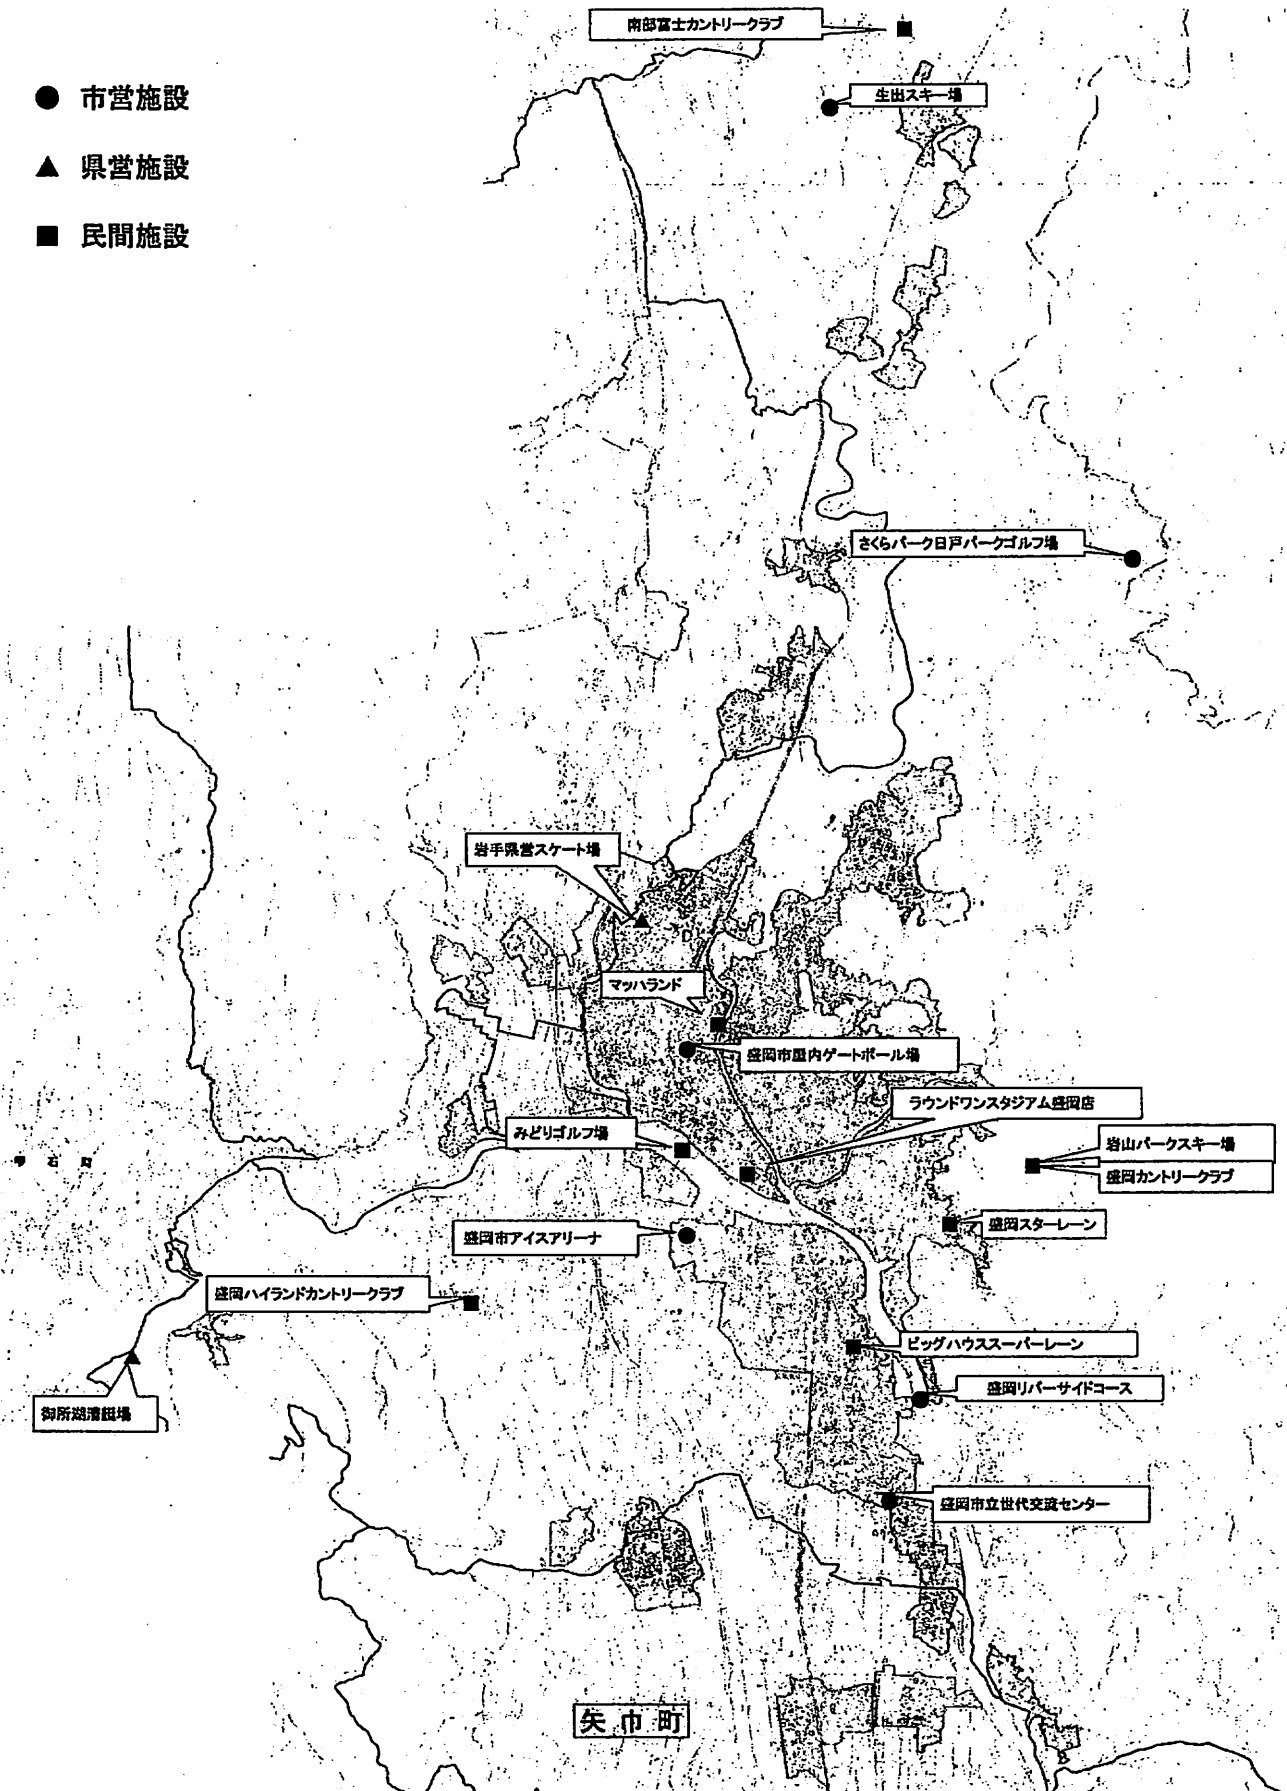 南部富士カントリークラブ
生出スキー場
● 市営施設
▲ 県営施設
■ 民間施設
さくらパーク日戸パークゴルフ場
岩手県営スケート場
マッハランド
盛岡市屋内ゲートボール場
ラウンドワンスタジアム盛岡店
みどりゴルフ場
岩山パークスキー場
盛岡カントリークラブ
雫石町
盛岡スターレーン
盛岡市アイスアリーナ
盛岡ハイランドカントリークラブ
ビッグハウススーパーレーン
盛岡リバーサイドコース
御所湖漕艇場
盛岡市立世代交流センター
矢巾町